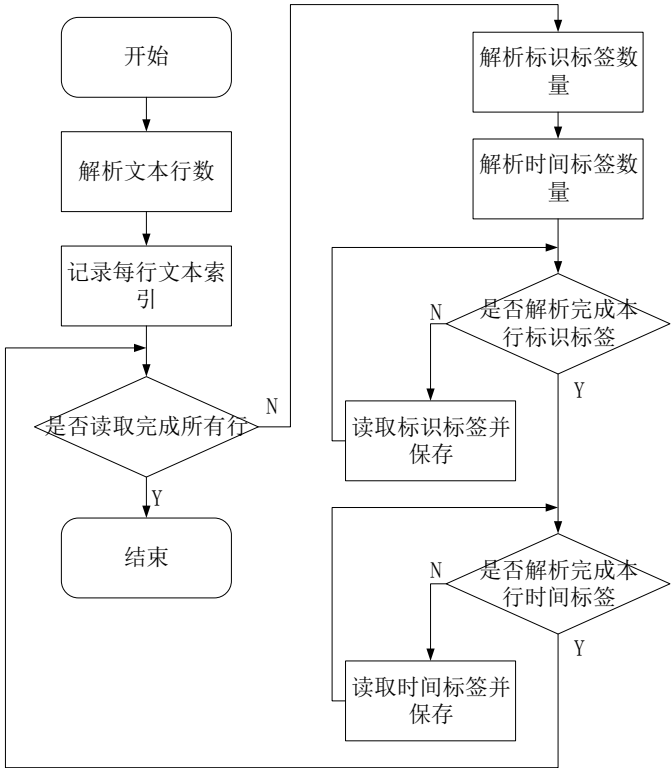 开始
解析文本行数
记录每行文本索
引
是否读取完成所有行
N
Y
结束
解析标识标签数
量
解析时间标签数
量
是否解析完成本
行标识标签
N
Y
读取标识标签并
保存
是否解析完成本
行时间标签
N
Y
读取时间标签并
保存